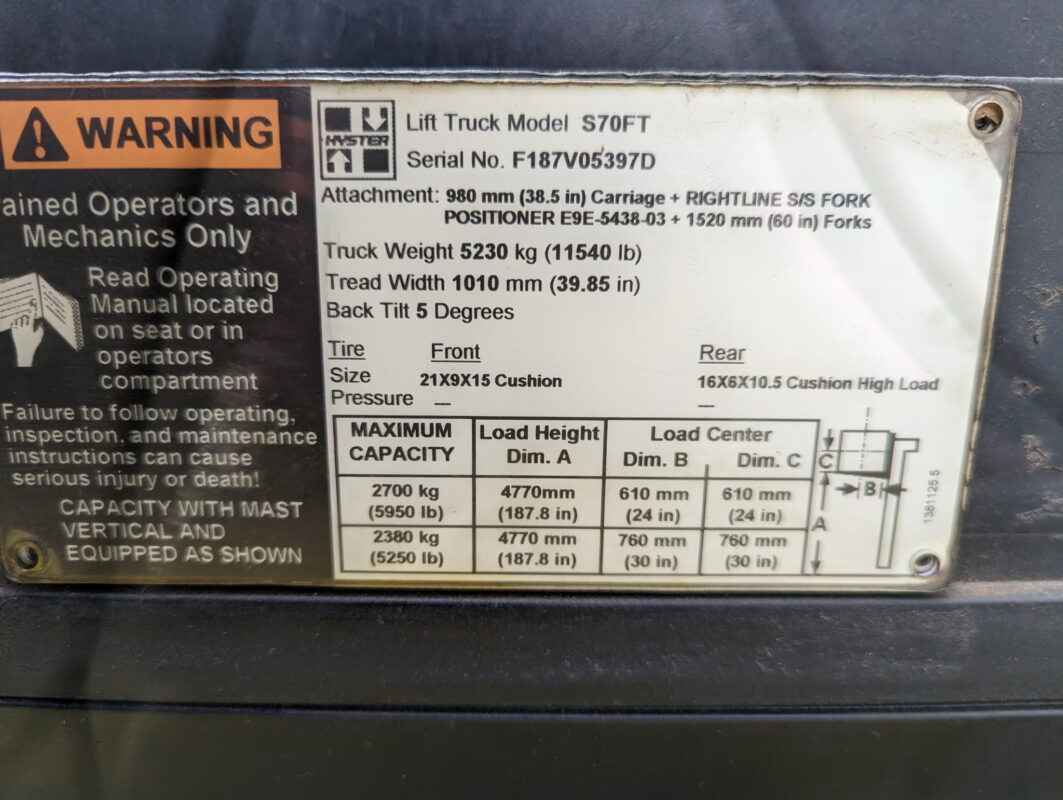 WARNING
ained Operators and
Mechanics Only
Read Operating
Manual located
on seat or in
operators
compartment
Failure to follow operating,
inspection, and maintenance
instructions can cause
serious injury or death!
CAPACITY WITH MAST
VERTICAL AND
EQUIPPED AS SHOWN
HYSTER
Lift Truck Model S70FT
Serial No. F187V05397D
Attachment: 980 mm (38.5 in) Carriage + RIGHTLINE S/S FORK
POSITIONER E9E-5438-03 + 1520 mm (60 in) Forks
Truck Weight 5230 kg (11540 lb)
Tread Width 1010 mm (39.85 in)
Back Tilt 5 Degrees
Tire Front Rear
Size 21X9X15 Cushion 16X6X10.5 Cushion High Load
Pressure — —
MAXIMUM Load Height Load Center
CAPACITY Dim. A Dim. B Dim. C
2700 kg 4770mm 610 mm 610 mm
(5950 lb) (187.8 in) (24 in) (24 in)
2380 kg 4770 mm 760 mm 760 mm
(5250 lb) (187.8 in) (30 in) (30 in)
C
B
A
1381125.5